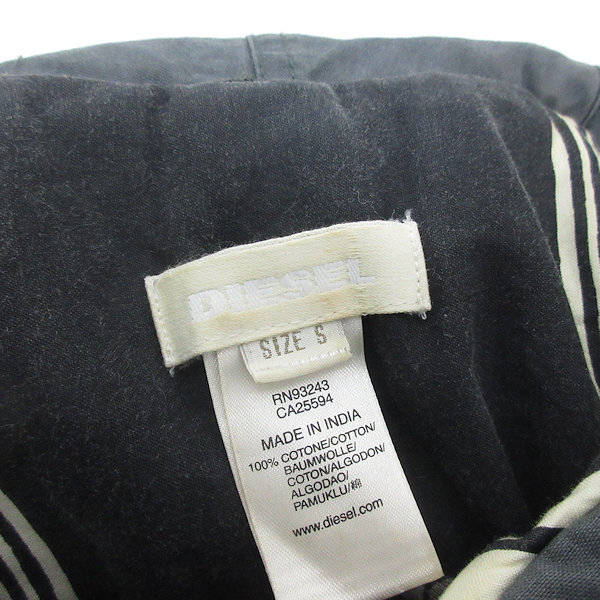 DIESEL
SIZE S
RN93243
CA25594
MADE IN INDIA
100% COTONE/COTTON/
BAUMWOLLE/
COTON/ALGODON/
ALGODAO/
PAMUKLU/綿
www.diesel.com